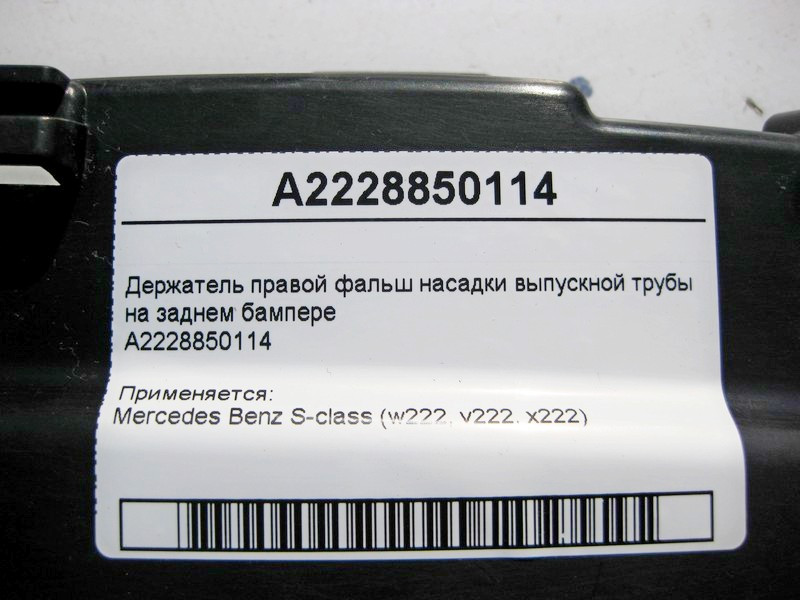 A2228850114
Держатель правой фальш насадки выпускной трубы
на заднем бампере
A2228850114
Применяется:
Mercedes Benz S-class (w222, v222, x222)